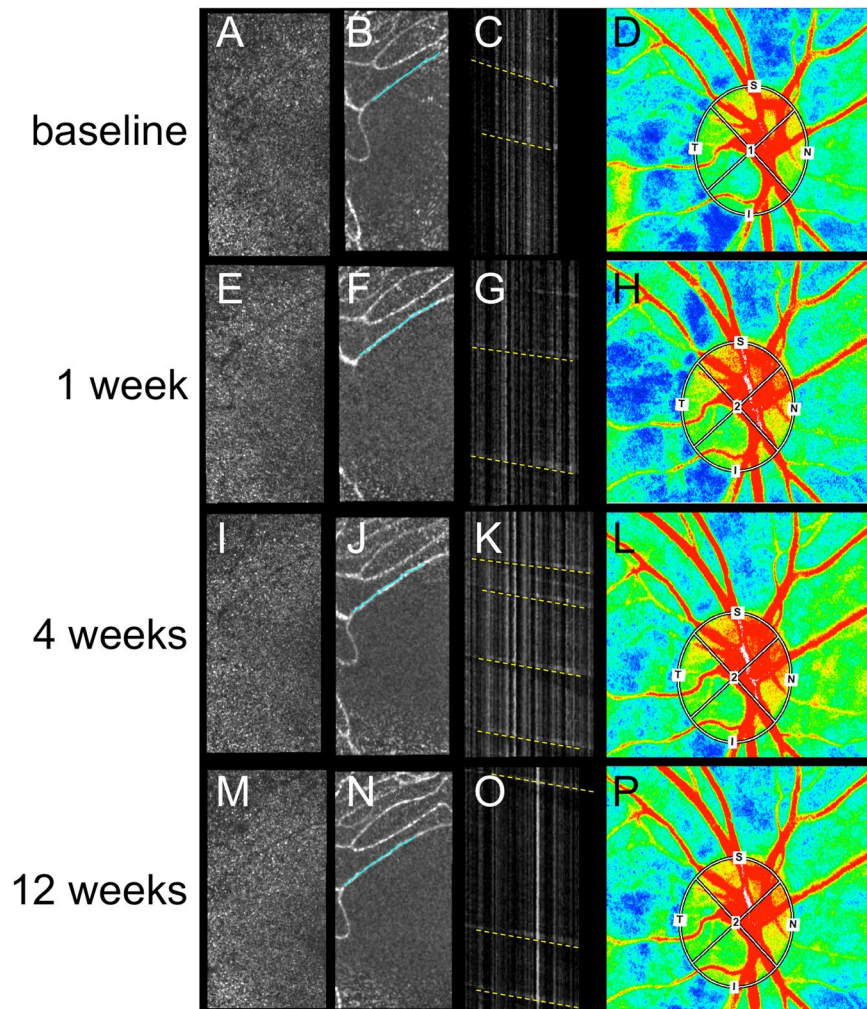 A B C D
S
T 1 N
I
baseline
E F G H
S
T 2 N
I
1 week
I J K L
S
T 2 N
I
4 weeks
M N O P
S
T 2 N
I
12 weeks